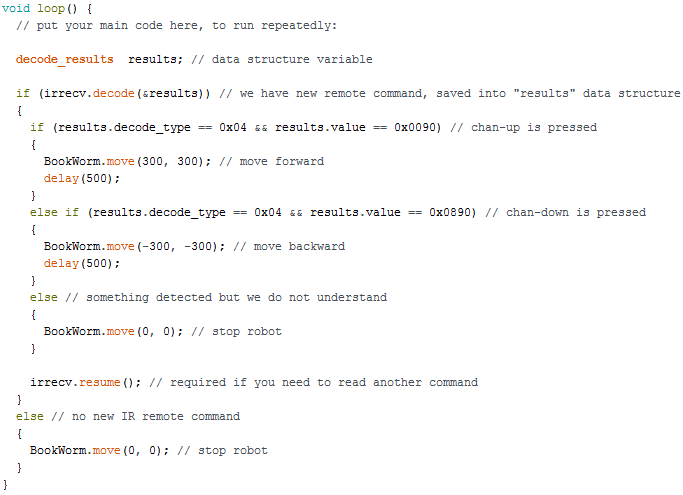 void loop() {
  // put your main code here, to run repeatedly:

  decode_results  results; // data structure variable

  if (irrecv.decode(&results)) // we have new remote command, saved into "results" data structure
  {
    if (results.decode_type == 0x04 && results.value == 0x0090) // chan-up is pressed
    {
      BookWorm.move(300, 300); // move forward
      delay(500);
    }
    else if (results.decode_type == 0x04 && results.value == 0x0890) // chan-down is pressed
    {
      BookWorm.move(-300, -300); // move backward
      delay(500);
    }
    else // something detected but we do not understand
    {
      BookWorm.move(0, 0); // stop robot
    }

    irrecv.resume(); // required if you need to read another command
  }
  else // no new IR remote command
  {
    BookWorm.move(0, 0); // stop robot
  }
}